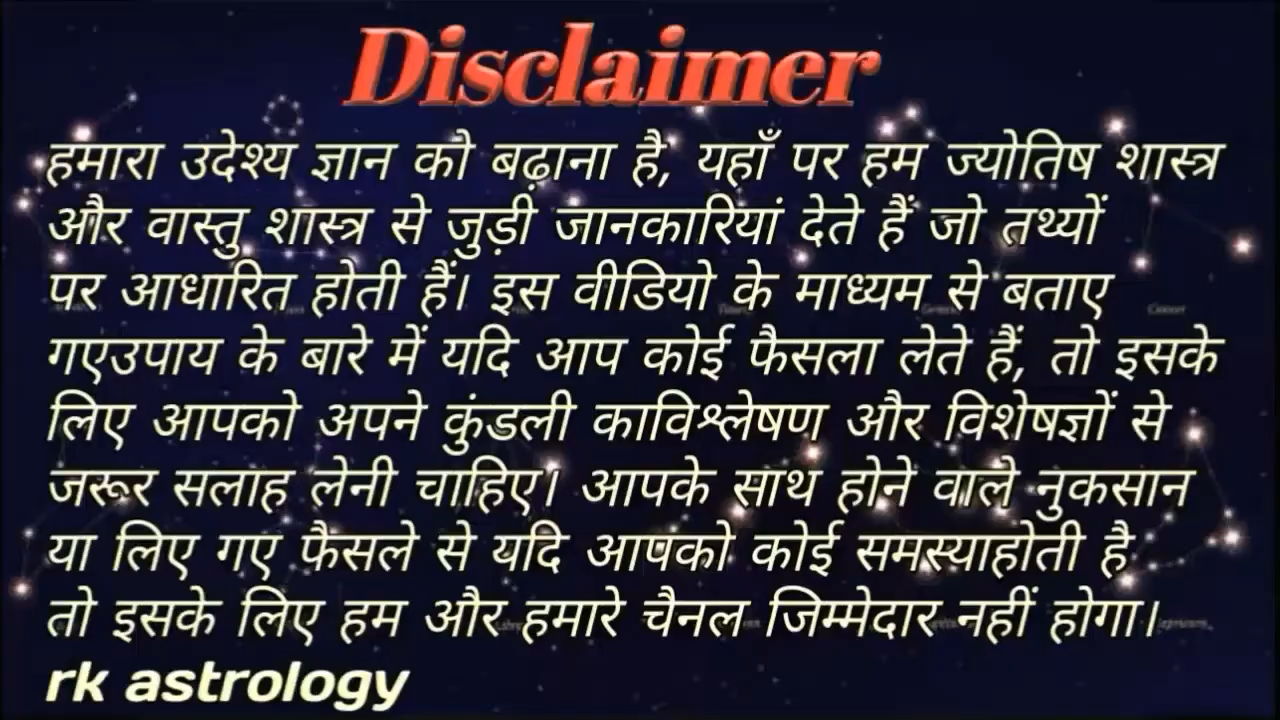 Disclaimer
हमारा उदेश्य ज्ञान को बढ़ाना है, यहाँ पर हम ज्योतिष शास्त्र
और वास्तु शास्त्र से जुड़ी जानकारियां देते हैं जो तथ्यों
पर आधारित होती हैं। इस वीडियो के माध्यम से बताए
गएउपाय के बारे में यदि आप कोई फैसला लेते हैं, तो इसके
लिए आपको अपने कुंडली काविश्लेषण और विशेषज्ञों से
जरूर सलाह लेनी चाहिए। आपके साथ होने वाले नुकसान
या लिए गए फैसले से यदि आपको कोई समस्याहोती है
तो इसके लिए हम और हमारे चैनल जिम्मेदार नहीं होगा।
rk astrology